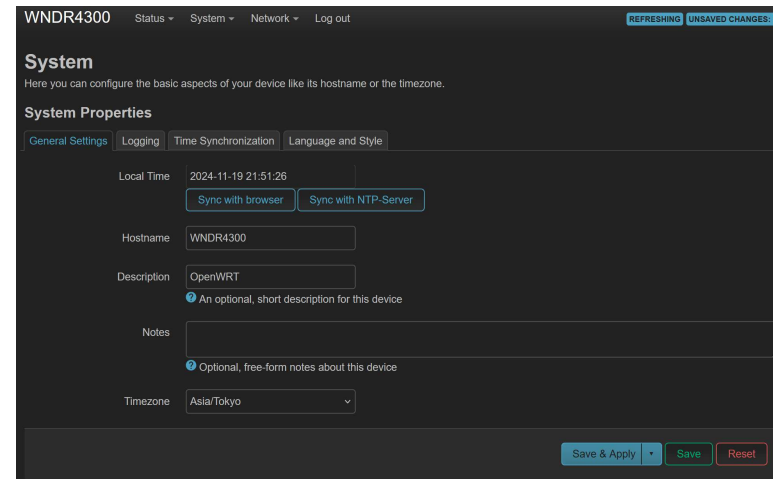 WNDR4300 Status System Network Log out REFRESHING UNSAVED CHANGES:
System
Here you can configure the basic aspects of your device like its hostname or the timezone.
System Properties
General Settings Logging Time Synchronization Language and Style
Local Time 2024-11-19 21:51:26
Sync with browser Sync with NTP-Server
Hostname WNDR4300
Description OpenWRT
? An optional, short description for this device
Notes
? Optional, free-form notes about this device
Timezone Asia/Tokyo
Save & Apply Save Reset